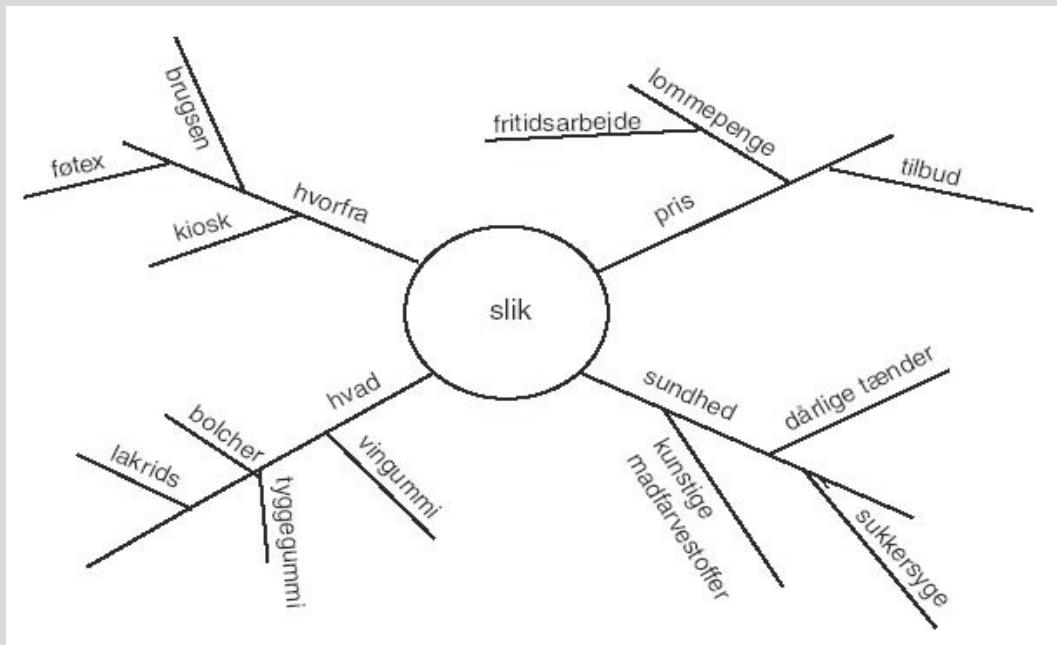 brugsen
føtex
kiosk
hvorfra
lommepenge
fritidsarbejde
tilbud
pris
slik
hvad
bolcher
lakrids
tyggegummi
vingummi
sundhed
dårlige tænder
kunstige
madfarvestoffer
sukkersyge